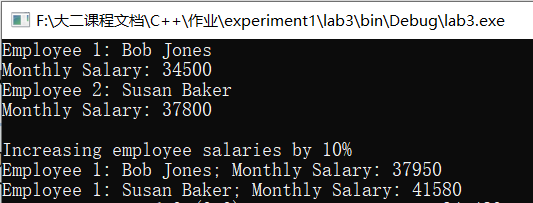 F:\大二课程文档\C++\作业\experiment1\lab3\bin\Debug\lab3.exe
Employee 1: Bob Jones
Monthly Salary: 34500
Employee 2: Susan Baker
Monthly Salary: 37800
Increasing employee salaries by 10%
Employee 1: Bob Jones; Monthly Salary: 37950
Employee 1: Susan Baker; Monthly Salary: 41580